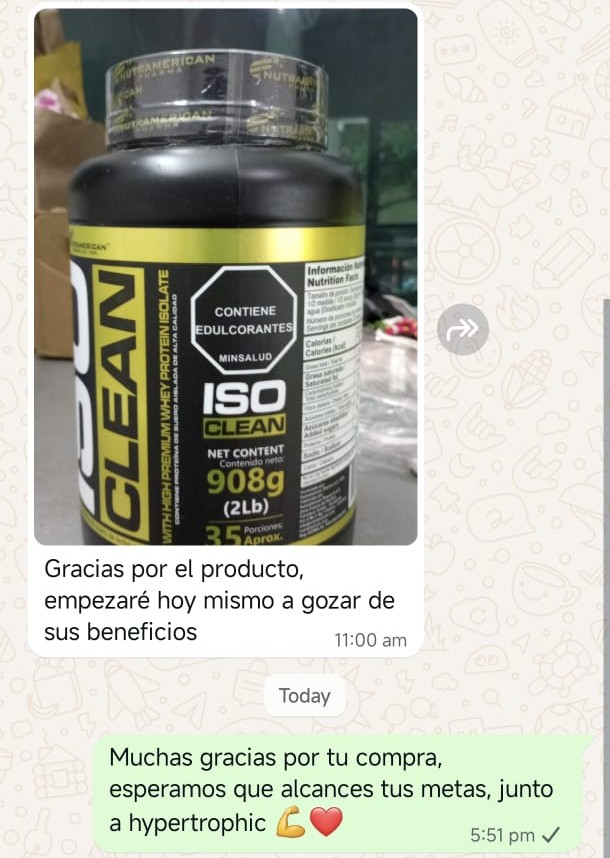 NUTRAMERICAN
PHARMA
NUTRAMERICAN
PHARMA
ISO
CLEAN
WITH HIGH PREMIUM WHEY PROTEIN ISOLATE
CONTIENE PROTEÍNA DE SUERO AISLADA DE ALTA CALIDAD
CONTIENE
EDULCORANTES
MINSALUD
ISO
CLEAN
NET CONTENT
Contenido neto:
908g
(2Lb)
35 Porciones
Aprox.
Información
Nutrition Facts
Calorías
Calories (kcal)
Gracias por el producto,
empezaré hoy mismo a gozar de
sus beneficios
11:00 am
Today
Muchas gracias por tu compra,
esperamos que alcances tus metas, junto
a hypertrophic 💪❤️
5:51 pm